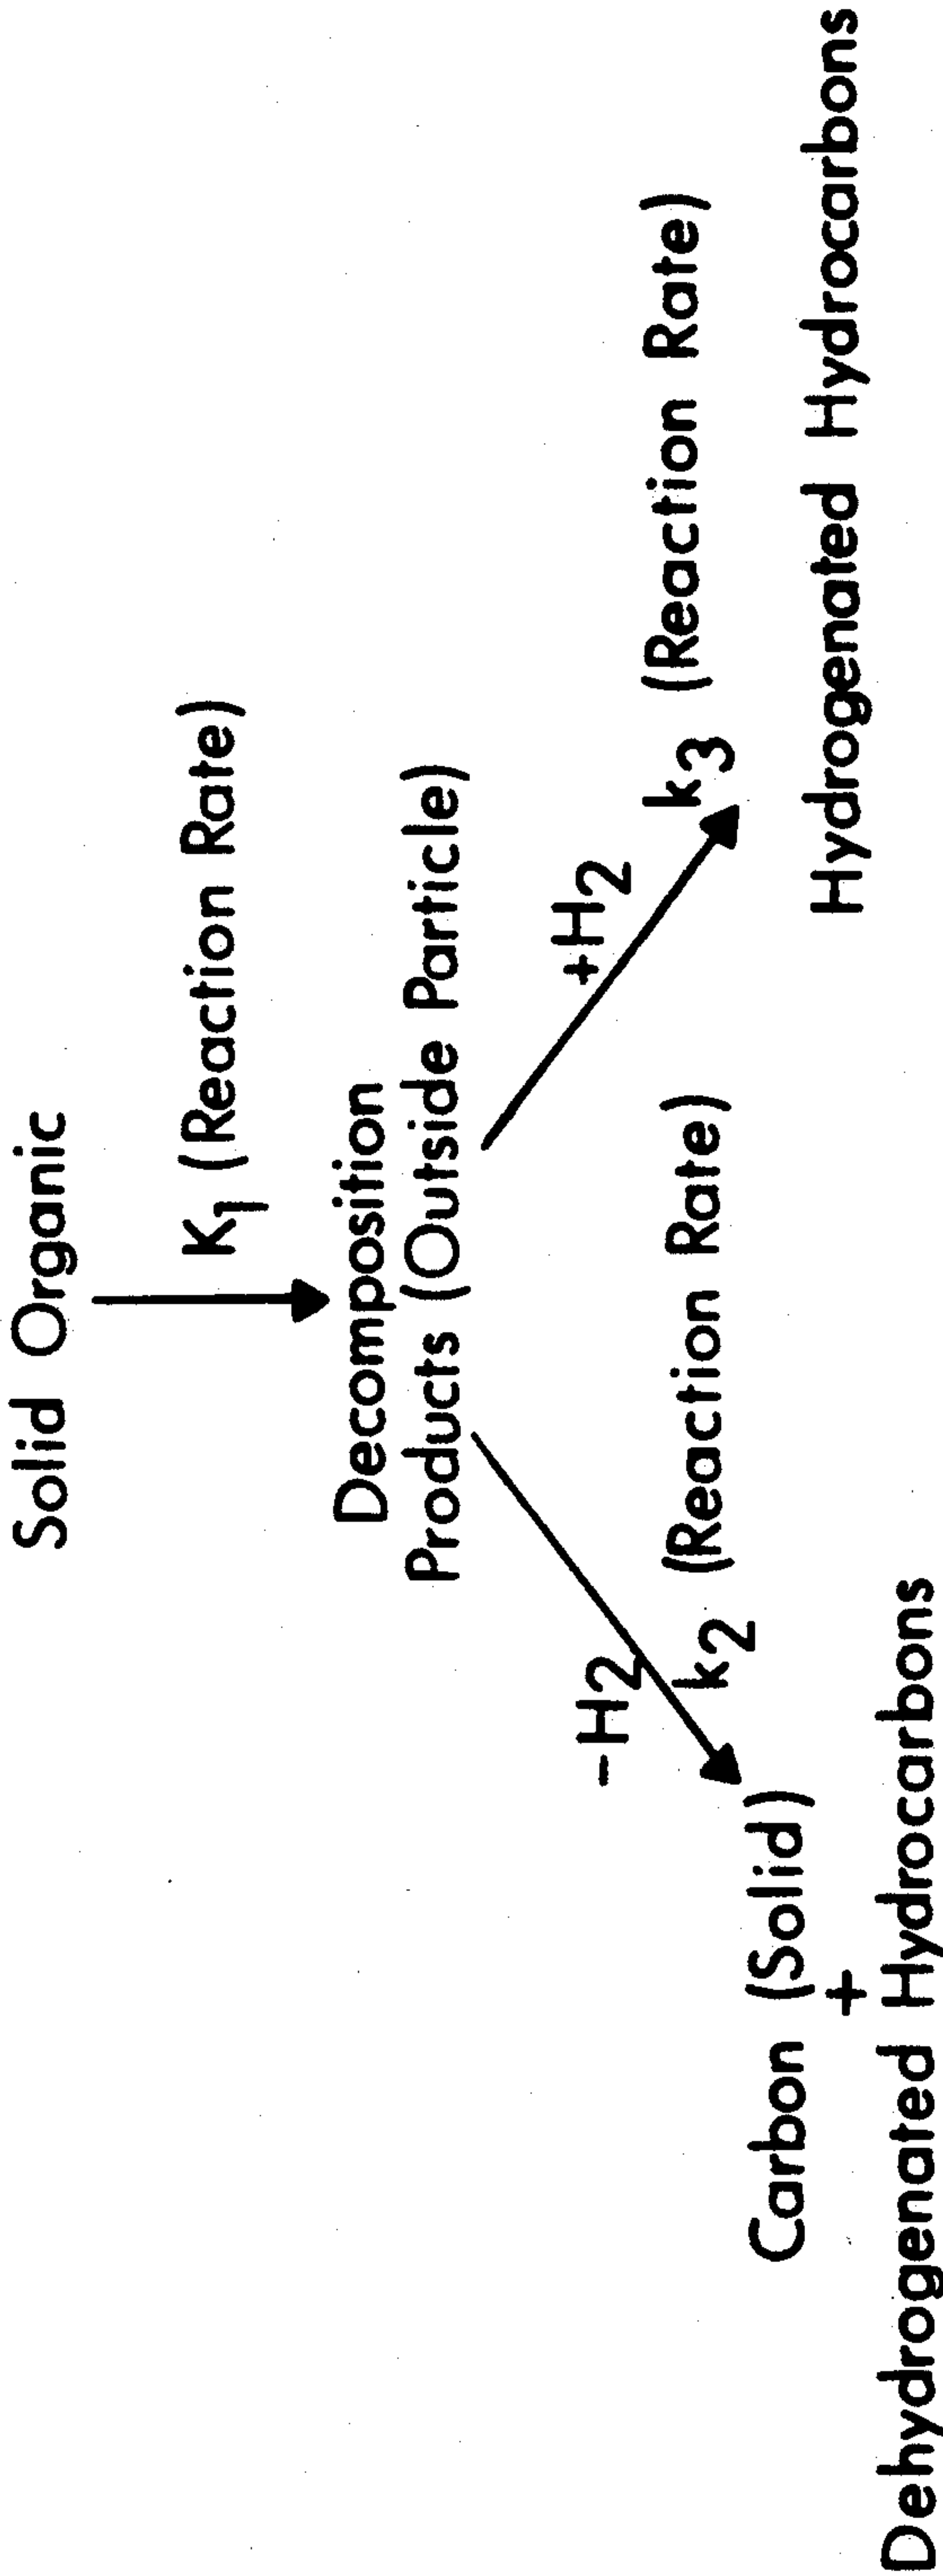 Solid Organic
K1 (Reaction Rate)
Decomposition
Products (Outside Particle)
-H2
+H2
k2 (Reaction Rate)
k3 (Reaction Rate)
Carbon (Solid)
+
Dehydrogenated Hydrocarbons
Hydrogenated Hydrocarbons